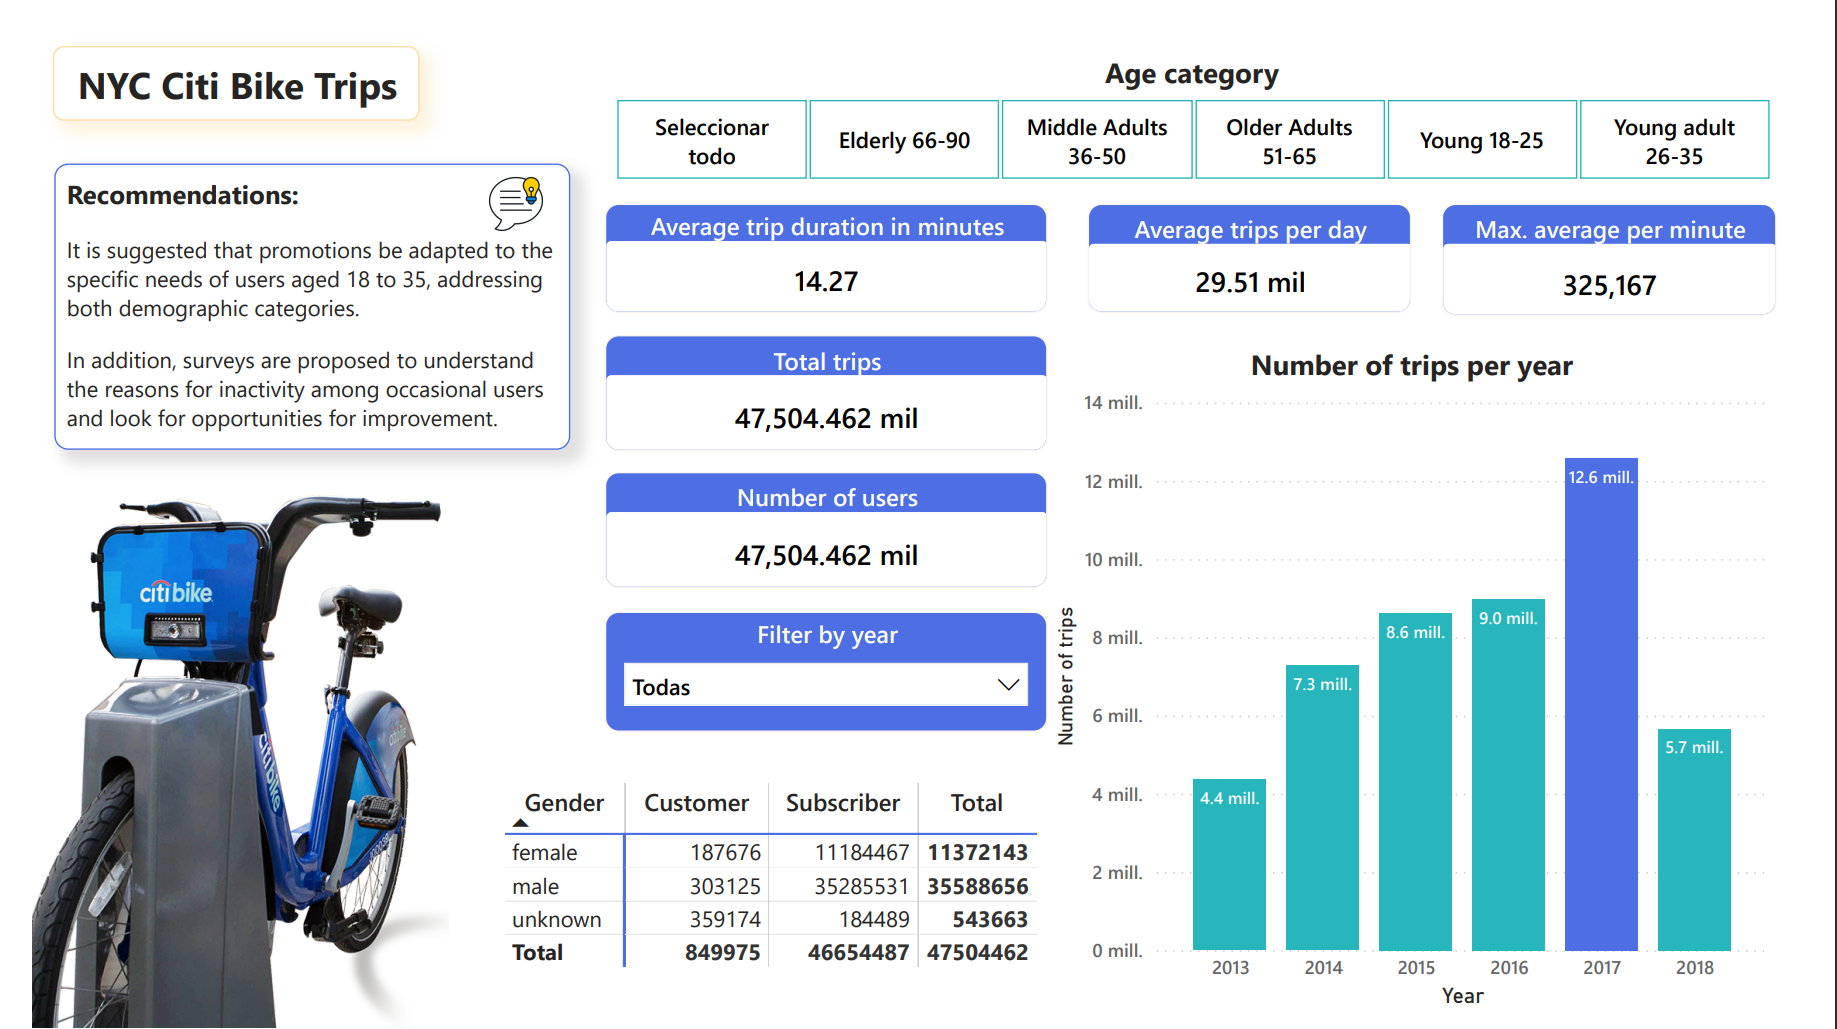 NYC Citi Bike Trips
Recommendations:
It is suggested that promotions be adapted to the
specific needs of users aged 18 to 35, addressing
both demographic categories.
In addition, surveys are proposed to understand
the reasons for inactivity among occasional users
and look for opportunities for improvement.
citibike
citibike
citibike
Age category
Seleccionar
todo
Elderly 66-90
Middle Adults
36-50
Older Adults
51-65
Young 18-25
Young adult
26-35
Average trip duration in minutes
14.27
Average trips per day
29.51 mil
Max. average per minute
325,167
Total trips
47,504.462 mil
Number of users
47,504.462 mil
Filter by year
Todas
Gender Customer Subscriber Total
female 187676 11184467 11372143
male 303125 35285531 35588656
unknown 359174 184489 543663
Total 849975 46654487 47504462
Number of trips per year
14 mill.
12 mill.
10 mill.
8 mill.
6 mill.
4 mill.
2 mill.
0 mill.
Number of trips
4.4 mill.
7.3 mill.
8.6 mill.
9.0 mill.
12.6 mill.
5.7 mill.
2013 2014 2015 2016 2017 2018
Year